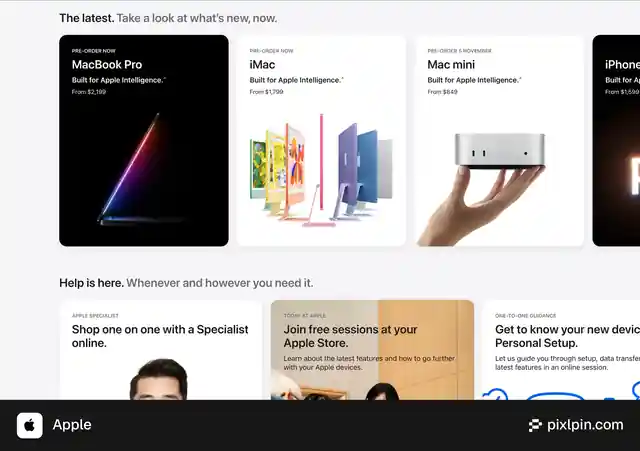 The latest. Take a look at what's new, now.
PRE-ORDER NOW
MacBook Pro
Built for Apple Intelligence.
From $2,199
PRE-ORDER NOW
iMac
Built for Apple Intelligence.
From $1,799
PRE-ORDER 8 NOVEMBER
Mac mini
Built for Apple Intelligence.
From $849
iPhone
Built for A
From $1,599
Help is here. Whenever and however you need it.
APPLE SPECIALIST
Shop one on one with a Specialist
online.
TODAY AT APPLE
Join free sessions at your
Apple Store.
Learn about the latest features and how to go further
with your Apple devices.
ONE-TO-ONE GUIDANCE
Get to know your new devic
Personal Setup.
Let us guide you through setup, data transfe
latest features in an online session.
Apple
pixlpin.com